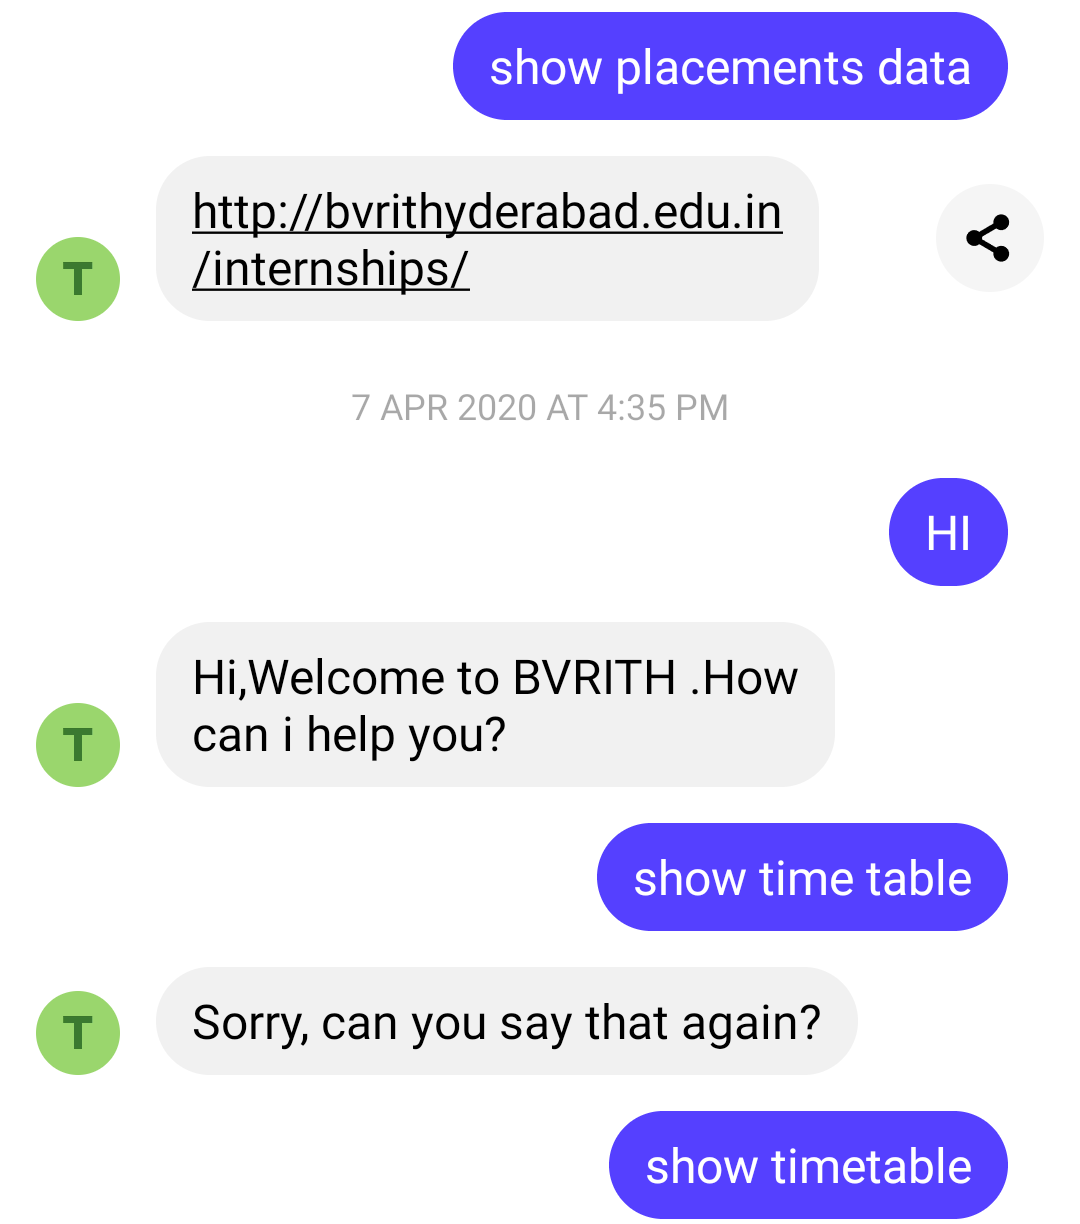 show placements data
http://bvrithyderabad.edu.in
/internships/
T
7 APR 2020 AT 4:35 PM
HI
Hi,Welcome to BVRITH .How
can i help you?
T
show time table
Sorry, can you say that again?
T
show timetable